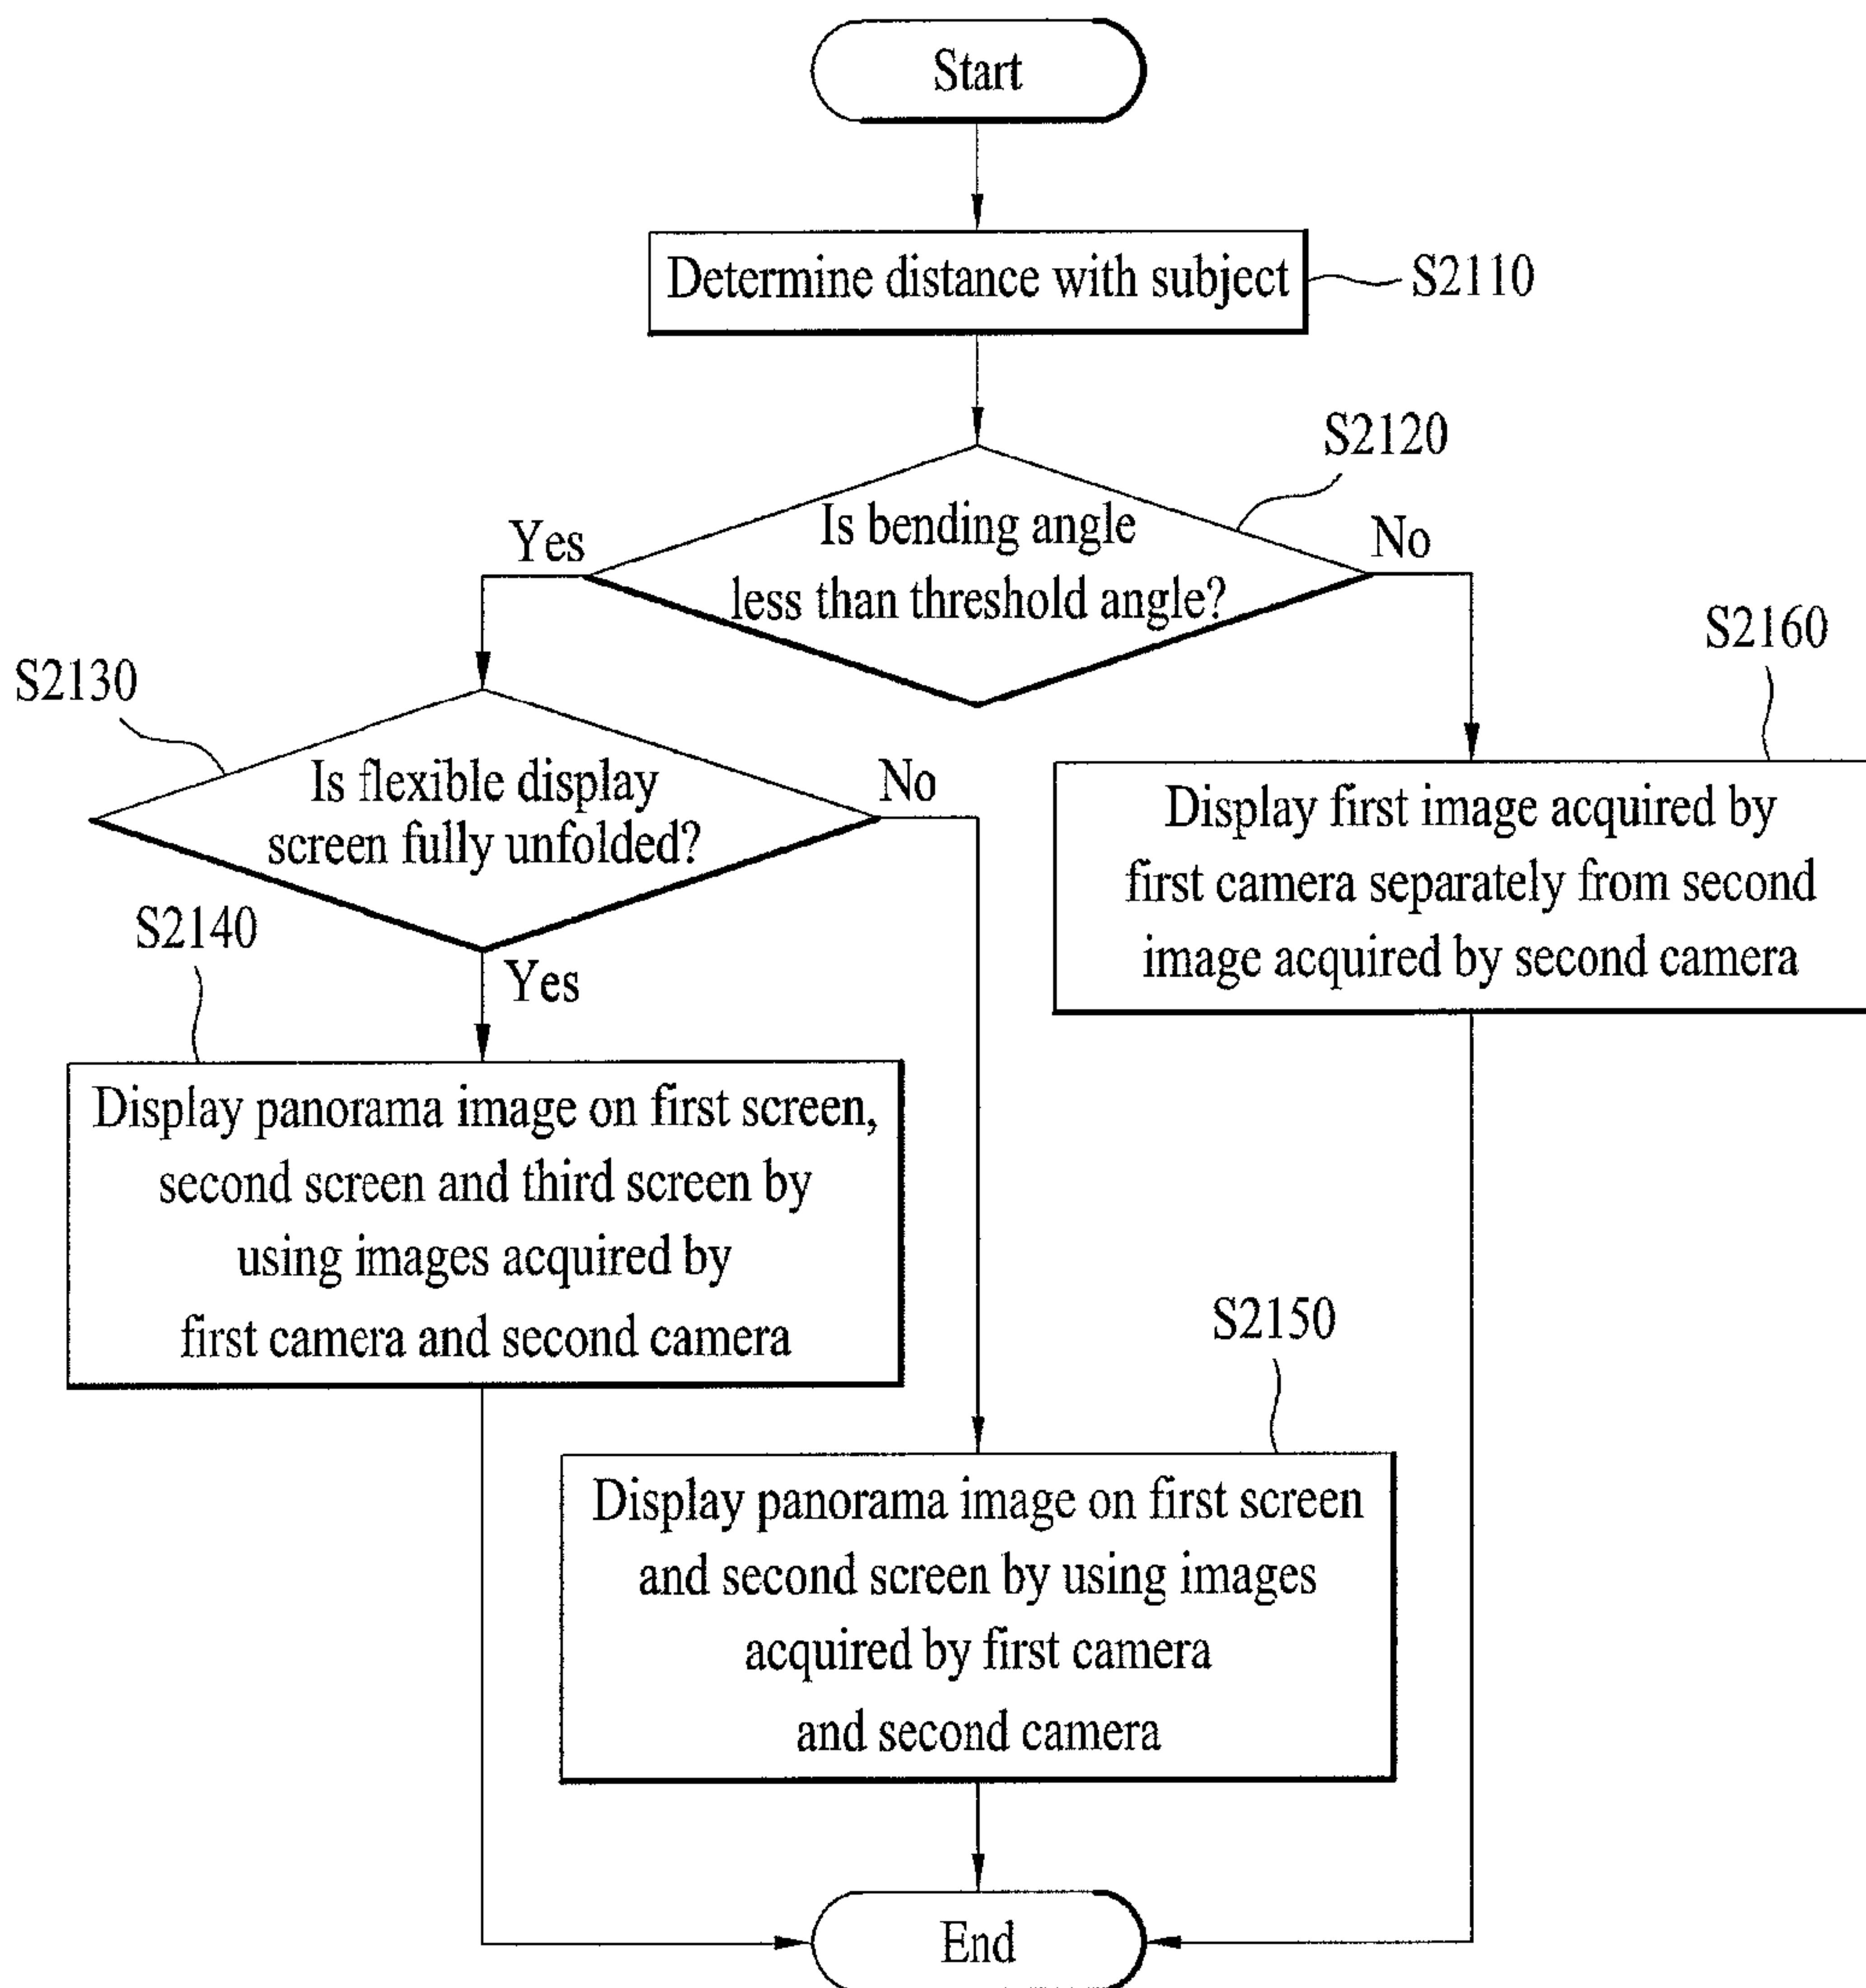 Start
Determine distance with subject
S2110
S2120
Is bending angle
less than threshold angle?
Yes
No
S2130
Is flexible display
screen fully unfolded?
No
Yes
S2160
Display first image acquired by
first camera separately from second
image acquired by second camera
S2140
Display panorama image on first screen,
second screen and third screen by
using images acquired by
first camera and second camera
S2150
Display panorama image on first screen
and second screen by using images
acquired by first camera
and second camera
End